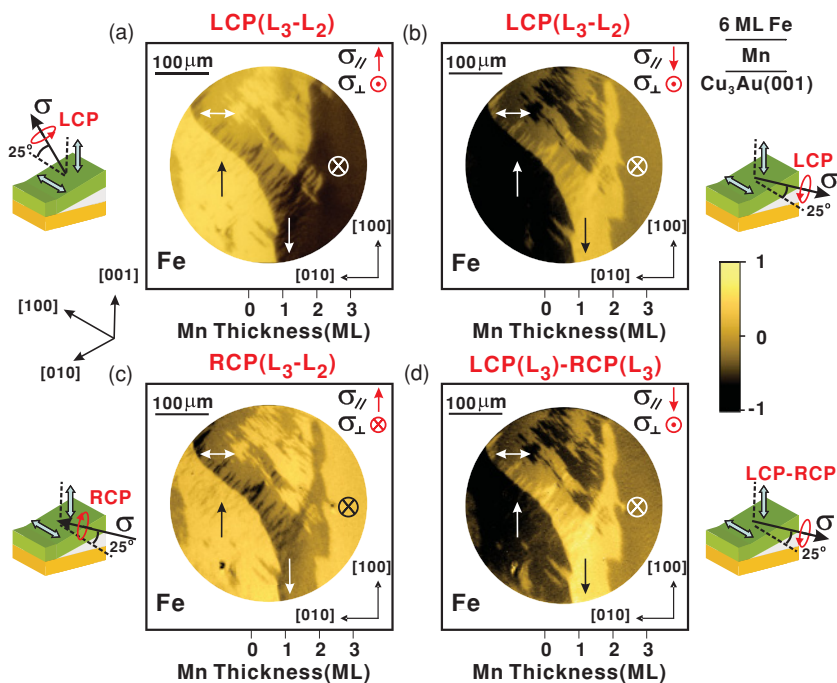 (a) LCP(L₃-L₂)
100μm
σ// 
σ⊥
Fe
[100]
[010]
0 1 2 3
Mn Thickness(ML)
σ LCP
25°
(b) LCP(L₃-L₂)
100μm
σ//
σ⊥
Fe
[100]
[010]
0 1 2 3
Mn Thickness(ML)
6 ML Fe
Mn
Cu₃Au(001)
LCP
σ
25°
1
0
-1
[001]
[100]
[010]
(c) RCP(L₃-L₂)
100μm
σ//
σ⊥
Fe
[100]
[010]
0 1 2 3
Mn Thickness(ML)
RCP
σ
25°
(d) LCP(L₃)-RCP(L₃)
100μm
σ//
σ⊥
Fe
[100]
[010]
0 1 2 3
Mn Thickness(ML)
LCP-RCP
σ
25°